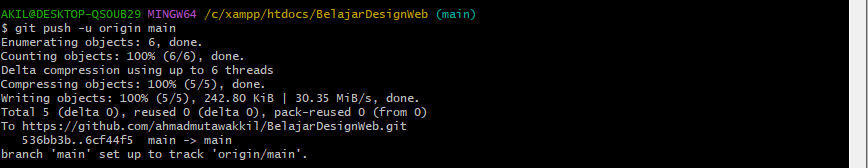 AKIL@DESKTOP-QSOUB29 MINGW64 /c/xampp/htdocs/BelajarDesignWeb (main)
$ git push -u origin main
Enumerating objects: 6, done.
Counting objects: 100% (6/6), done.
Delta compression using up to 6 threads
Compressing objects: 100% (5/5), done.
Writing objects: 100% (5/5), 242.80 KiB | 30.35 MiB/s, done.
Total 5 (delta 0), reused 0 (delta 0), pack-reused 0 (from 0)
To https://github.com/ahmadmutawakkil/BelajarDesignWeb.git
   536bb3b..6cf44f5  main -> main
branch 'main' set up to track 'origin/main'.